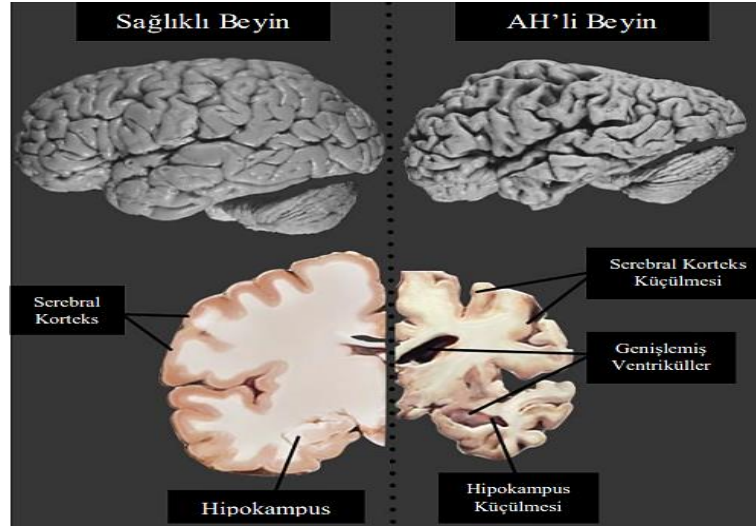 Sağlıklı Beyin
AH’li Beyin
Serebral
Korteks
Serebral Korteks
Küçülmesi
Genişlemiş
Ventriküller
Hipokampus
Hipokampus
Küçülmesi